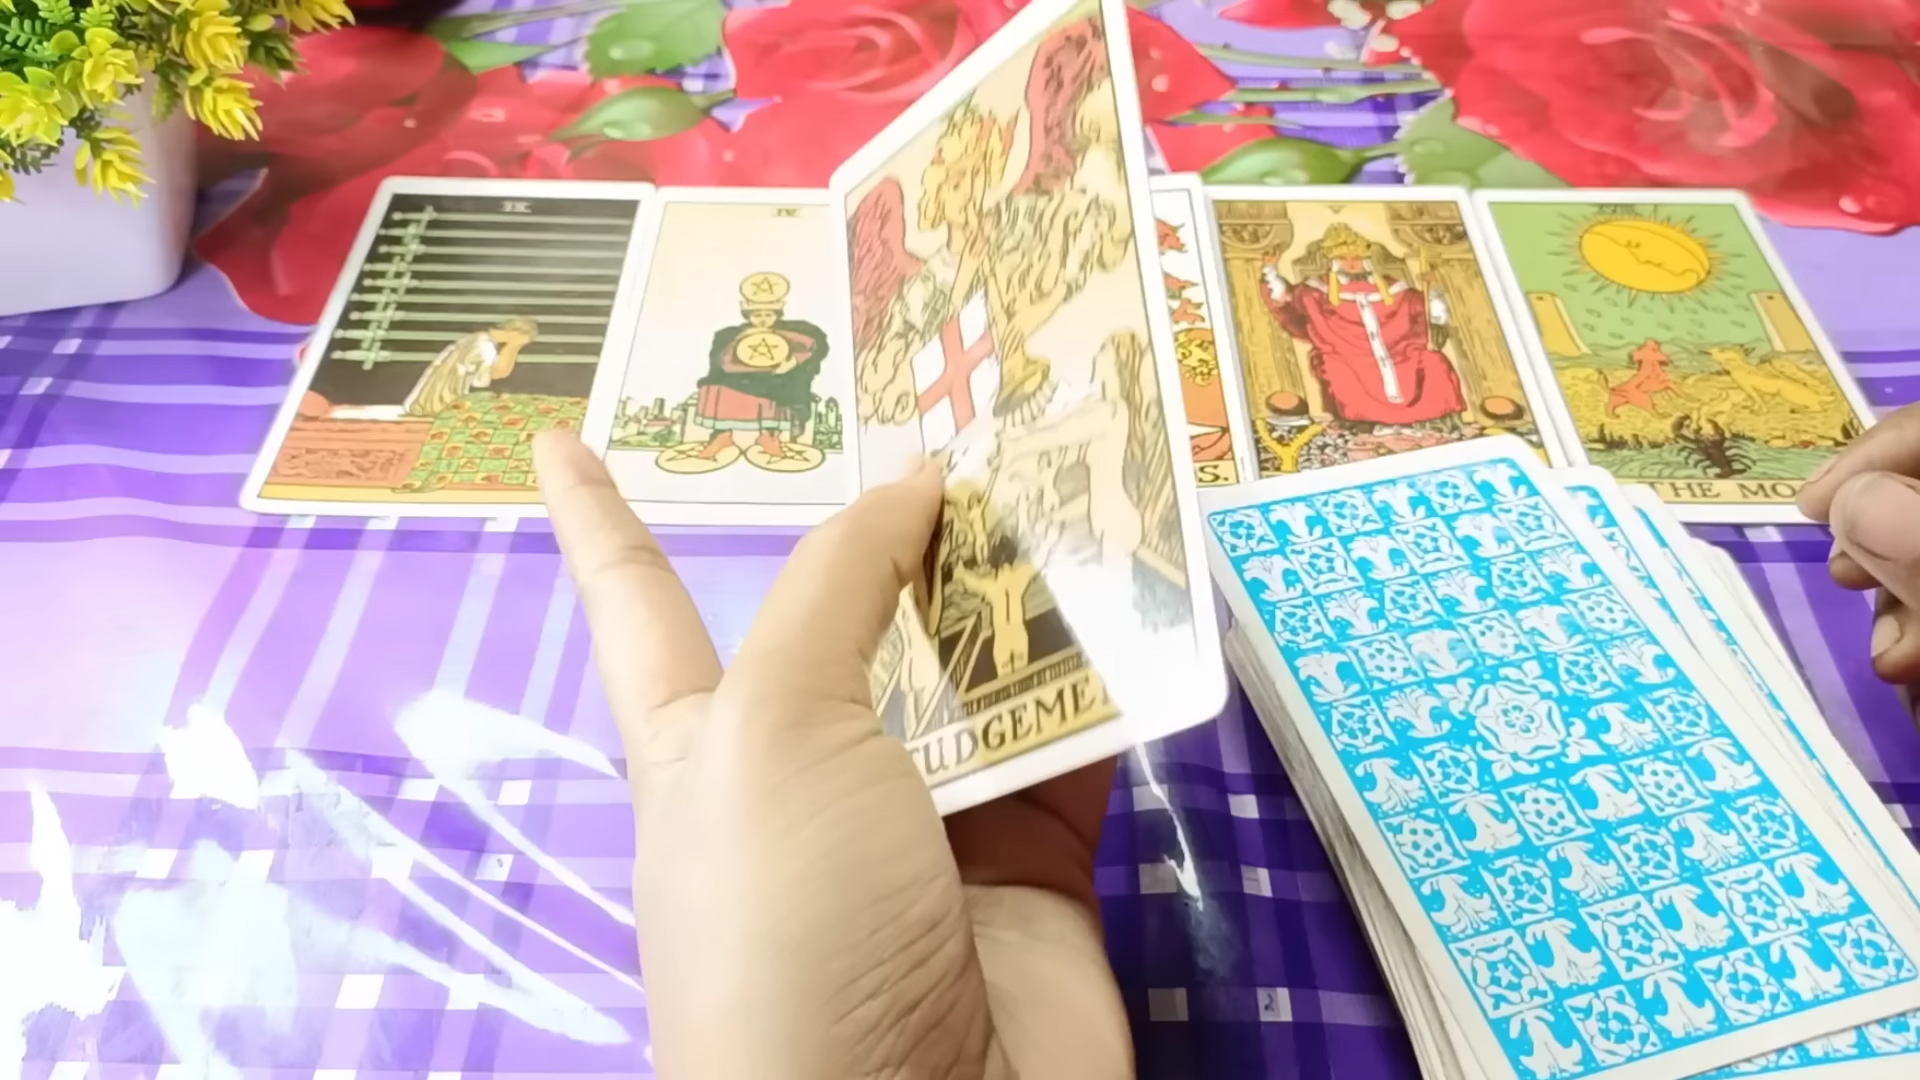 IX
IV
V
S.
THE MO
JUDGEME